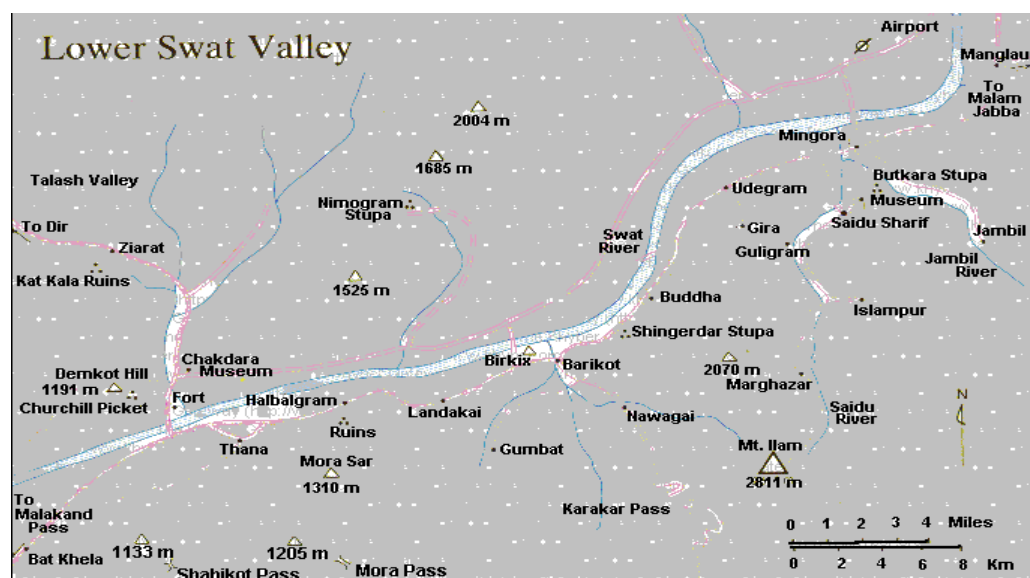 Lower Swat Valley
Airport
Manglau
To
Malam
Jabba
2004 m
Mingora
1685 m
Butkara Stupa
Talash Valley
Udegram
Museum
Nimogram
Stupa
To Dir
Ziarat
Swat
River
Gira
Saidu Sharif
Jambil
Guligram
Jambil
River
Kat Kala Ruins
1525 m
Buddha
Islampur
Shingerdar Stupa
Chakdara
Museum
Birkix
Barikot
2070 m
Marghazar
Demkot Hill
1191 m
Churchill Picket
Fort
Halbalgram
Landakai
Nawagai
Saidu
River
N
Ruins
Thana
Gumbat
Mt. Ilam
2811 m
Mora Sar
1310 m
To
Malakand
Pass
Karakar Pass
0 1 2 3 4 Miles
Bat Khela
1133 m
1205 m
0 2 4 6 8 Km
Shahikot Pass
Mora Pass